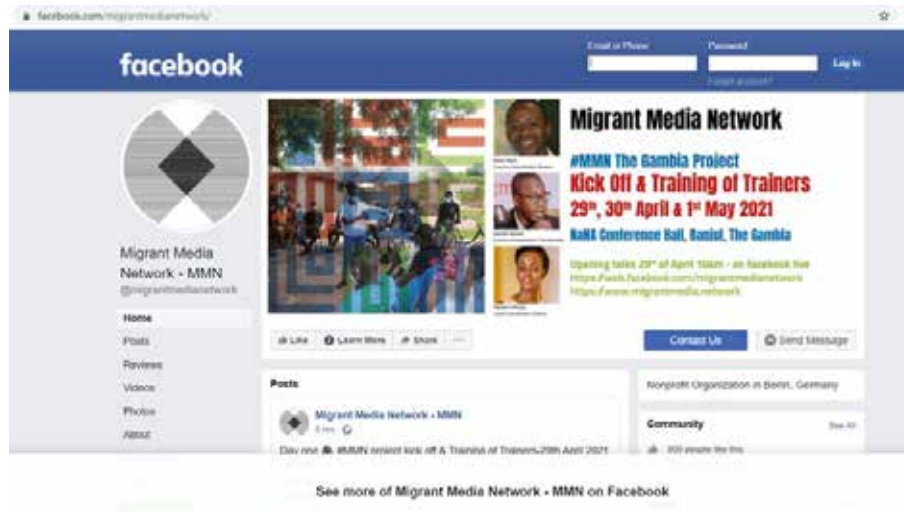 facebook.com/migrantmedianetwork/
facebook
Email or Phone
Password
Log In
Forgot account?
Migrant Media Network
#MMN The Gambia Project
Kick Off & Training of Trainers
29th, 30th April & 1st May 2021
NaNA Conference Hall, Banjul, The Gambia
Opening talks 29th of April 10am - on facebook live
https://web.facebook.com/migrantmedianetwork
https://www.migrantmedia.network
Migrant Media
Network - MMN
@migrantmedianetwork
Home
Posts
Reviews
Videos
Photos
About
Like
Learn More
Share
Contact Us
Send Message
Posts
Migrant Media Network - MMN
Day one #MMN project kick off & Training of Trainers-29th April 2021
Nonprofit Organization in Berlin, Germany
Community
See All
people like this
See more of Migrant Media Network - MMN on Facebook